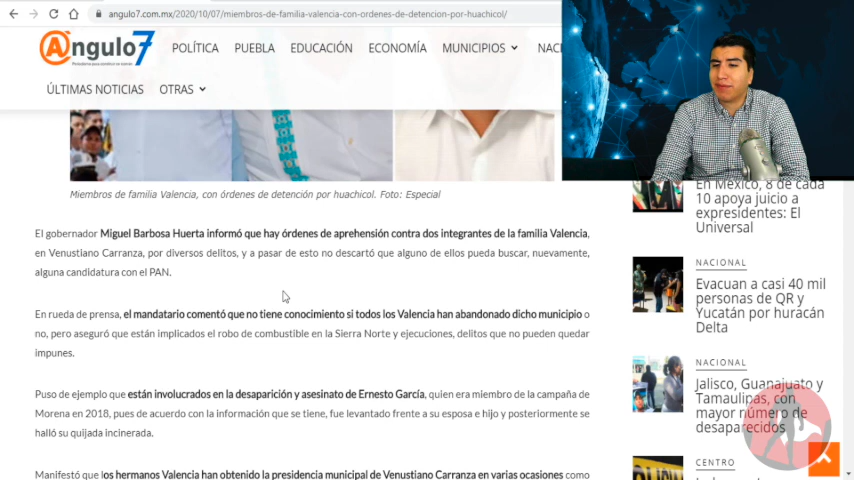 angulo7.com.mx/2020/10/07/miembros-de-familia-valencia-con-ordenes-de-detencion-por-huachicol/
Ángulo7
POLÍTICA PUEBLA EDUCACIÓN ECONOMÍA MUNICIPIOS NAC
ÚLTIMAS NOTICIAS OTRAS
Miembros de familia Valencia, con órdenes de detención por huachicol. Foto: Especial
El gobernador Miguel Barbosa Huerta informó que hay órdenes de aprehensión contra dos integrantes de la familia Valencia,
en Venustiano Carranza, por diversos delitos, y a pasar de esto no descartó que alguno de ellos pueda buscar, nuevamente,
alguna candidatura con el PAN.
En rueda de prensa, el mandatario comentó que no tiene conocimiento si todos los Valencia han abandonado dicho municipio o
no, pero aseguró que están implicados el robo de combustible en la Sierra Norte y ejecuciones, delitos que no pueden quedar
impunes.
Puso de ejemplo que están involucrados en la desaparición y asesinato de Ernesto García, quien era miembro de la campaña de
Morena en 2018, pues de acuerdo con la información que se tiene, fue levantado frente a su esposa e hijo y posteriormente se
halló su quijada incinerada.
Manifestó que los hermanos Valencia han obtenido la presidencia municipal de Venustiano Carranza en varias ocasiones como
En México, 8 de cada
10 apoya juicio a
expresidentes: El
Universal
NACIONAL
Evacuan a casi 40 mil
personas de QR y
Yucatán por huracán
Delta
NACIONAL
Jalisco, Guanajuato y
Tamaulipas, con
mayor número de
desaparecidos
CENTRO